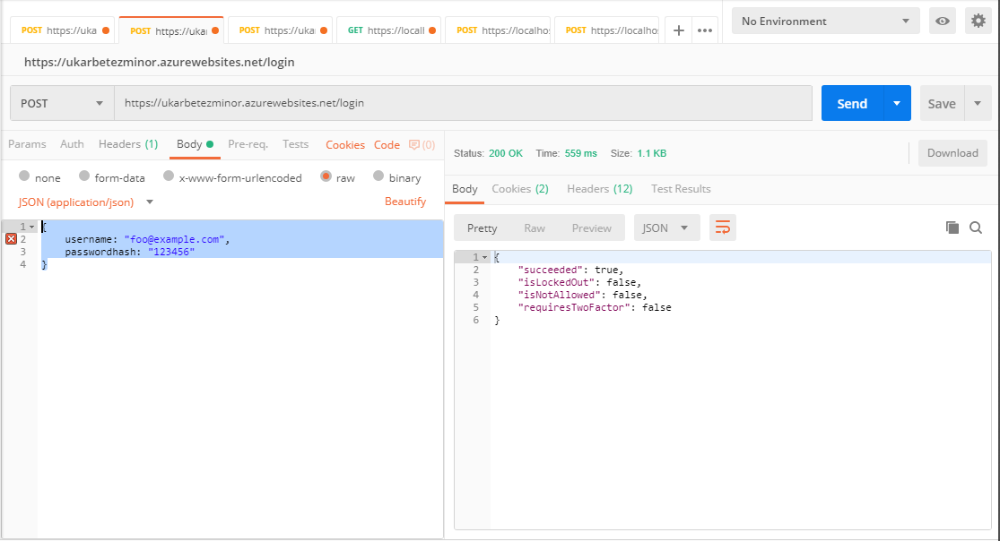 POST https://uka POST https://uka POST https://uka GET https://locall POST https://localhos POST https://localhos No Environment
https://ukarbetezminor.azurewebsites.net/login
POST https://ukarbetezminor.azurewebsites.net/login Send Save
Params Auth Headers (1) Body Pre-req. Tests Cookies Code (0)
Status: 200 OK Time: 559 ms Size: 1.1 KB Download
none form-data x-www-form-urlencoded raw binary
Body Cookies (2) Headers (12) Test Results
JSON (application/json) Beautify
Pretty Raw Preview JSON
1 {
2 username: "foo@example.com",
3 passwordhash: "123456"
4 }
1 {
2 "succeeded": true,
3 "isLockedOut": false,
4 "isNotAllowed": false,
5 "requiresTwoFactor": false
6 }